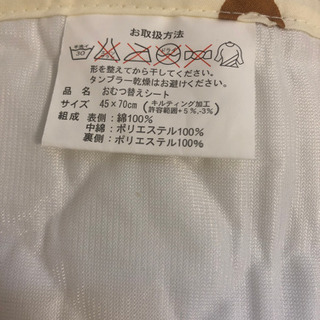 お取扱方法
30
形を整えてから干してください。
タンブラー乾燥はお避けください。
品 名 おむつ替えシート
サイズ 45×70cm (キルティング加工 許容範囲+5%,-3%)
組成 表側:綿100%
中綿:ポリエステル100%
裏側:ポリエステル100%